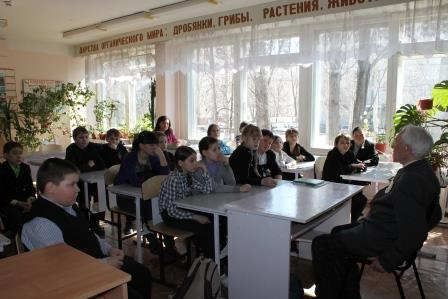 ЦАРСТВА ОРГАНИЧЕСКОГО МИРА: ДРОБЯНКИ, ГРИБЫ, РАСТЕНИЯ, ЖИВОТ